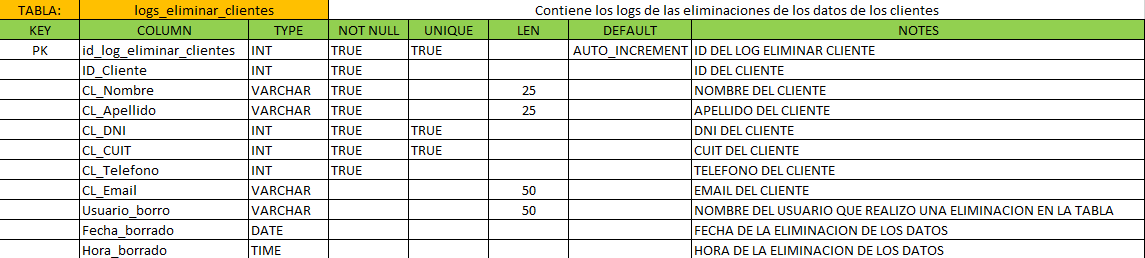 TABLA: logs_eliminar_clientes Contiene los logs de las eliminaciones de los datos de los clientes
KEY COLUMN TYPE NOT NULL UNIQUE LEN DEFAULT NOTES
PK id_log_eliminar_clientes INT TRUE TRUE AUTO_INCREMENT ID DEL LOG ELIMINAR CLIENTE
ID_Cliente INT TRUE ID DEL CLIENTE
CL_Nombre VARCHAR TRUE 25 NOMBRE DEL CLIENTE
CL_Apellido VARCHAR TRUE 25 APELLIDO DEL CLIENTE
CL_DNI INT TRUE TRUE DNI DEL CLIENTE
CL_CUIT INT TRUE TRUE CUIT DEL CLIENTE
CL_Telefono INT TRUE TELEFONO DEL CLIENTE
CL_Email VARCHAR 50 EMAIL DEL CLIENTE
Usuario_borro VARCHAR 50 NOMBRE DEL USUARIO QUE REALIZO UNA ELIMINACION EN LA TABLA
Fecha_borrado DATE FECHA DE LA ELIMINACION DE LOS DATOS
Hora_borrado TIME HORA DE LA ELIMINACION DE LOS DATOS